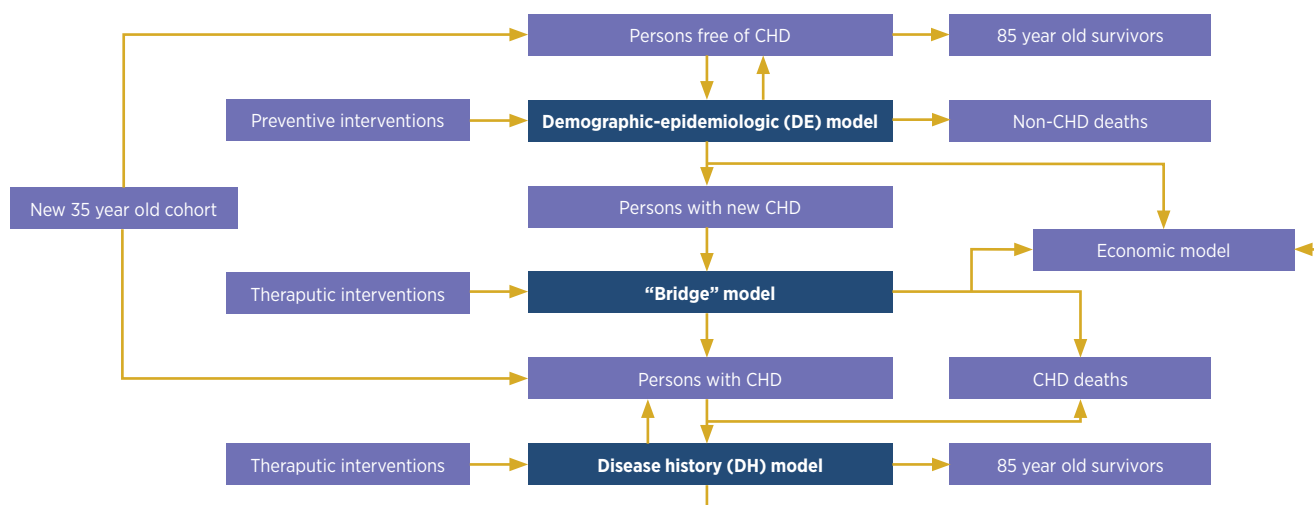 Persons free of CHD
85 year old survivors
Preventive interventions
Demographic-epidemiologic (DE) model
Non-CHD deaths
New 35 year old cohort
Persons with new CHD
Economic model
Theraputic interventions
“Bridge” model
Persons with CHD
CHD deaths
Theraputic interventions
Disease history (DH) model
85 year old survivors